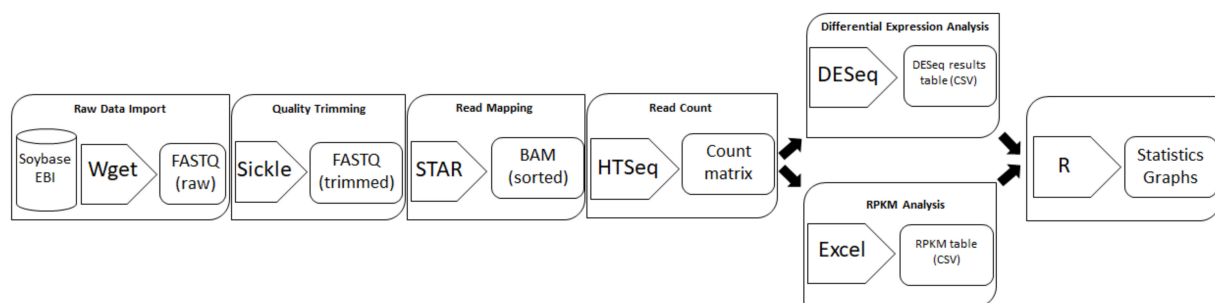 Raw Data Import
Soybase
EBI
Wget
FASTQ
(raw)
Quality Trimming
Sickle
FASTQ
(trimmed)
Read Mapping
STAR
BAM
(sorted)
Read Count
HTSeq
Count
matrix
Differential Expression Analysis
DESeq
DESeq results
table (CSV)
RPKM Analysis
Excel
RPKM table
(CSV)
R
Statistics
Graphs